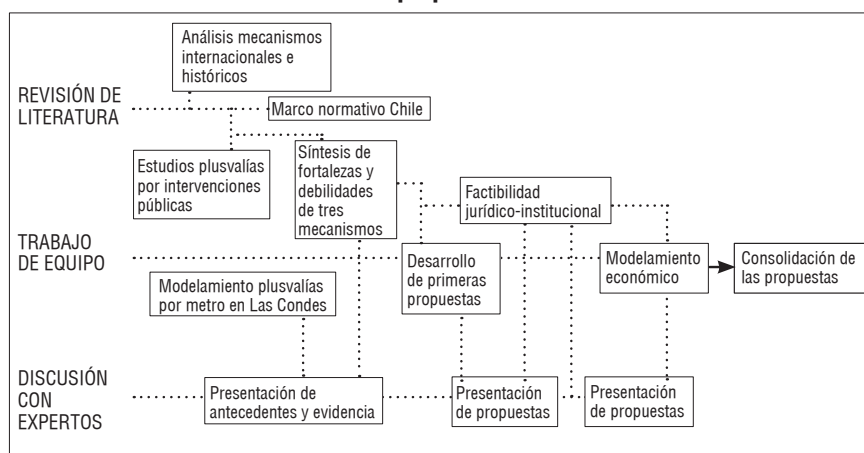 Análisis mecanismos
internacionales e
históricos
REVISIÓN DE
LITERATURA
Marco normativo Chile
Estudios plusvalías
por intervenciones
públicas
Síntesis de
fortalezas y
debilidades
de tres
mecanismos
Factibilidad
jurídico-institucional
TRABAJO
DE EQUIPO
Desarrollo
de primeras
propuestas
Modelamiento
económico
Consolidación de
las propuestas
Modelamiento plusvalías
por metro en Las Condes
DISCUSIÓN
CON
EXPERTOS
Presentación de
antecedentes y evidencia
Presentación
de propuestas
Presentación
de propuestas